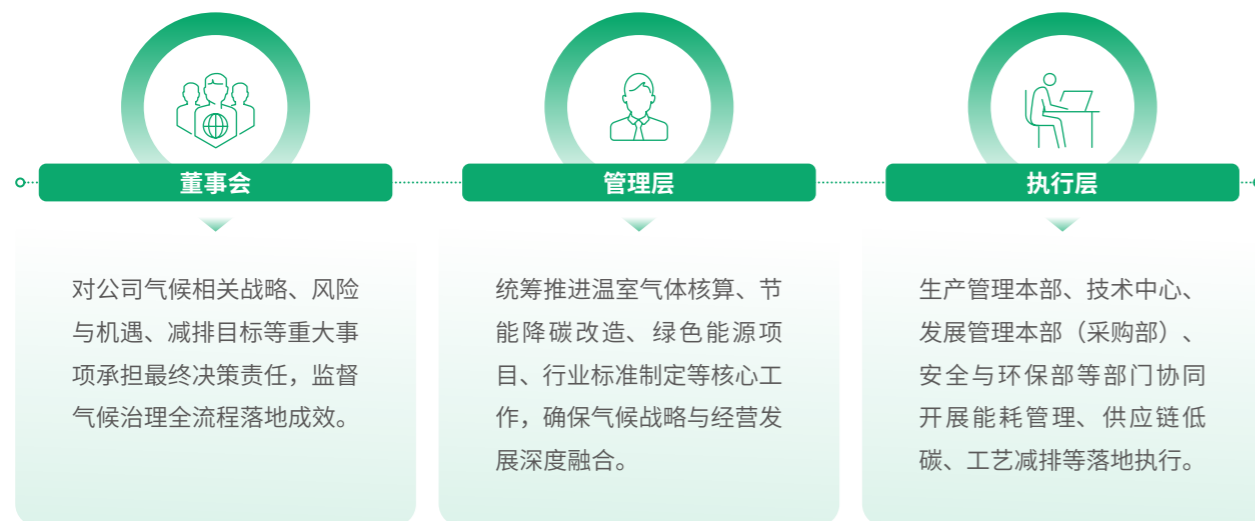 董事会
对公司气候相关战略、风险
与机遇、减排目标等重大事
项承担最终决策责任，监督
气候治理全流程落地成效。
管理层
统筹推进温室气体核算、节
能降碳改造、绿色能源项
目、行业标准制定等核心工
作，确保气候战略与经营发
展深度融合。
执行层
生产管理本部、技术中心、
发展管理本部（采购部）、
安全与环保部等部门协同
开展能耗管理、供应链低
碳、工艺减排等落地执行。